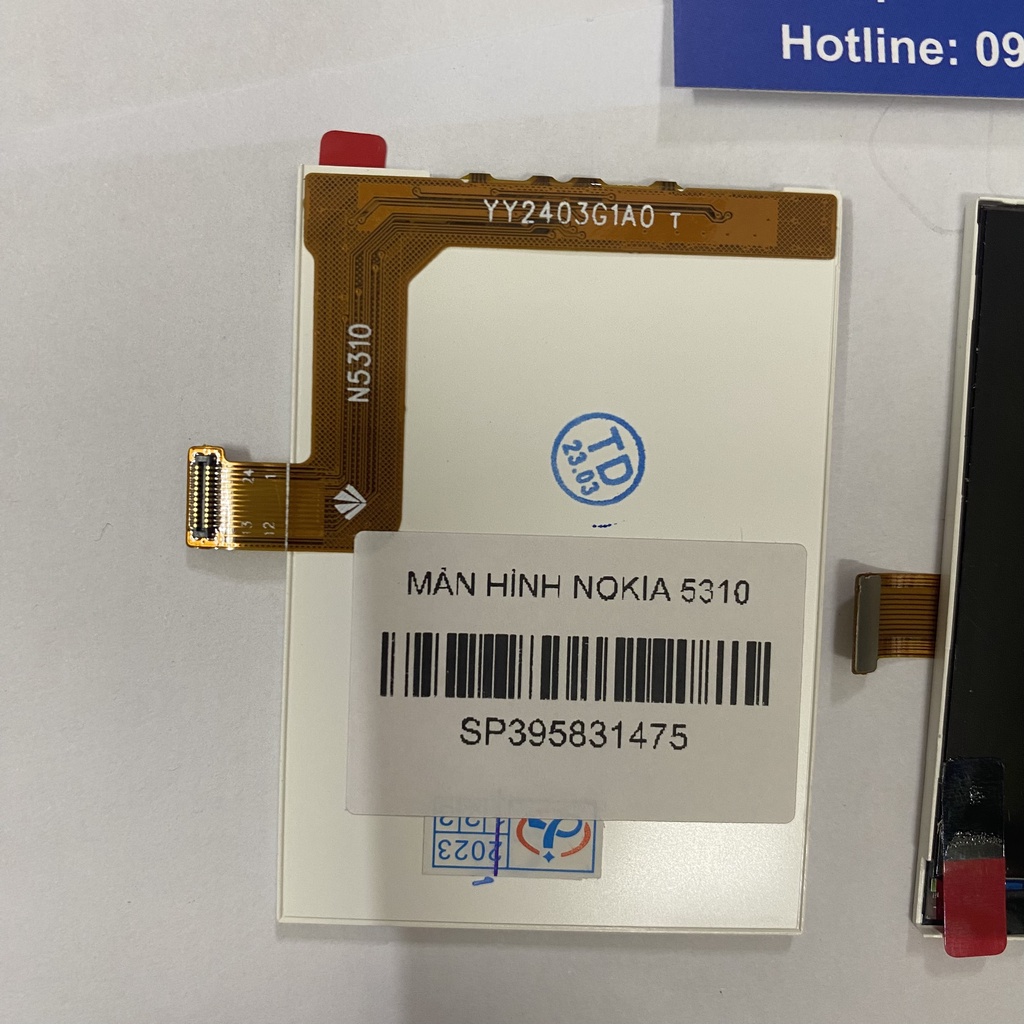 Hotline: 09
YY2403G1A0 T
N5310
24 1
13 12
TD
23.03
MÀN HÌNH NOKIA 5310
SP395831475
2023